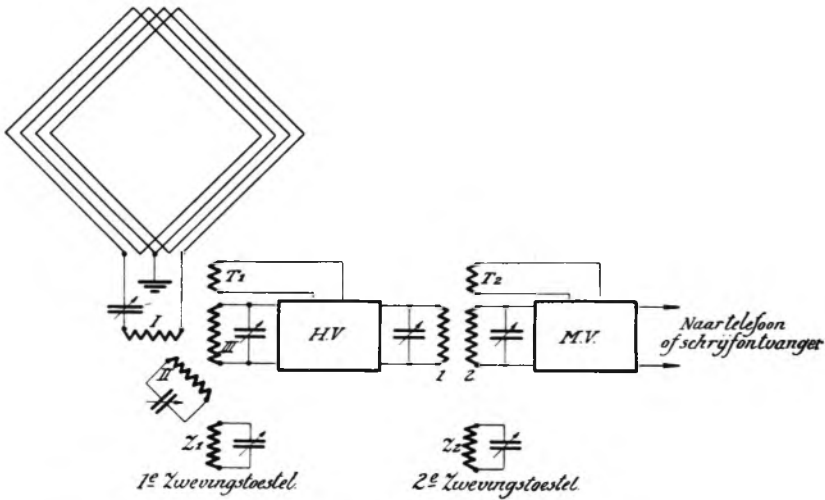 I
II
III
T1
H.V
1
2
T2
M.V.
Naar telefoon
of schrijfontvanger
Z1
1e Zwevingstoestel.
Z2
2e Zwevingstoestel.